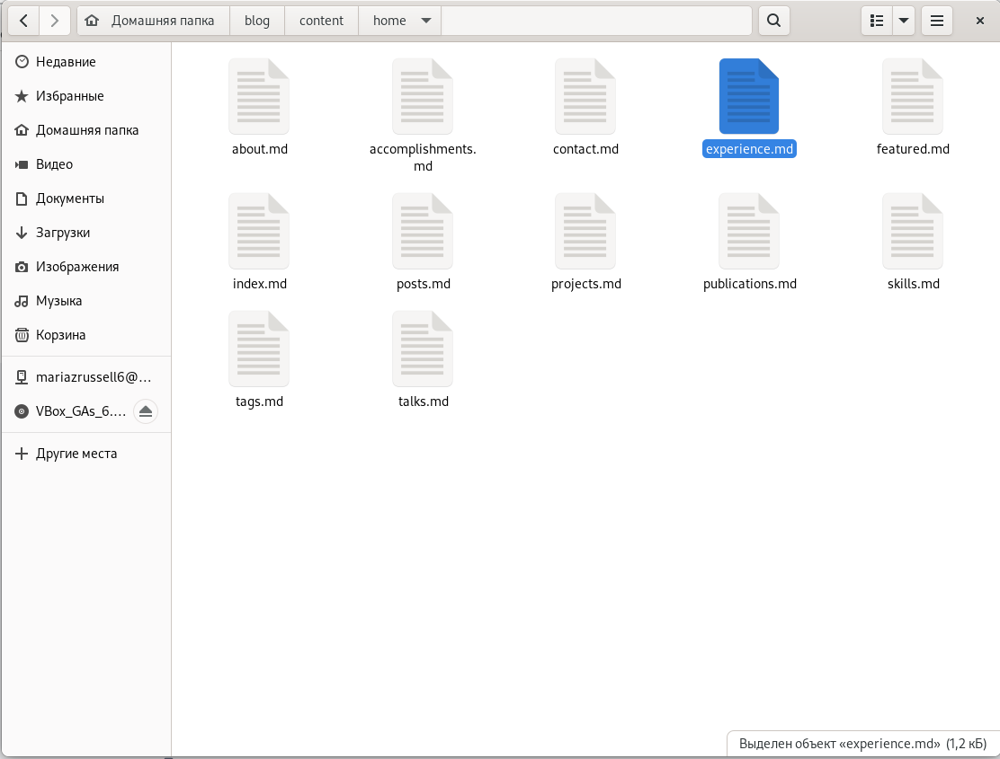 Домашняя папка blog content home
Недавние
Избранные
Домашняя папка
Видео
Документы
Загрузки
Изображения
Музыка
Корзина
mariazrussell6@...
VBox_GAs_6....
Другие места
about.md
accomplishments.
md
contact.md
experience.md
featured.md
index.md
posts.md
projects.md
publications.md
skills.md
tags.md
talks.md
Выделен объект «experience.md» (1,2 кБ)